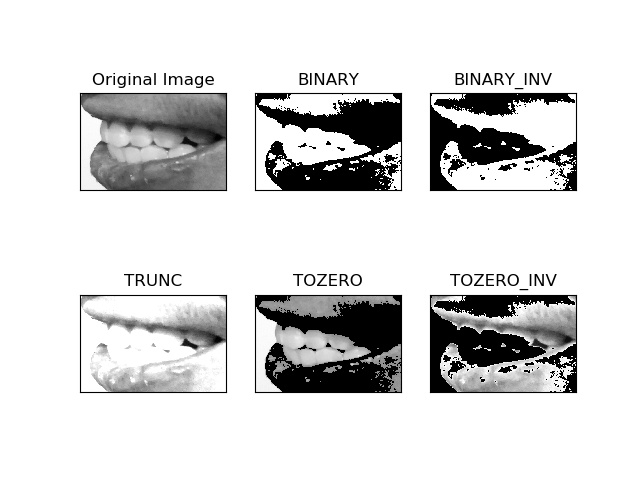 Original Image
BINARY
BINARY_INV
TRUNC
TOZERO
TOZERO_INV